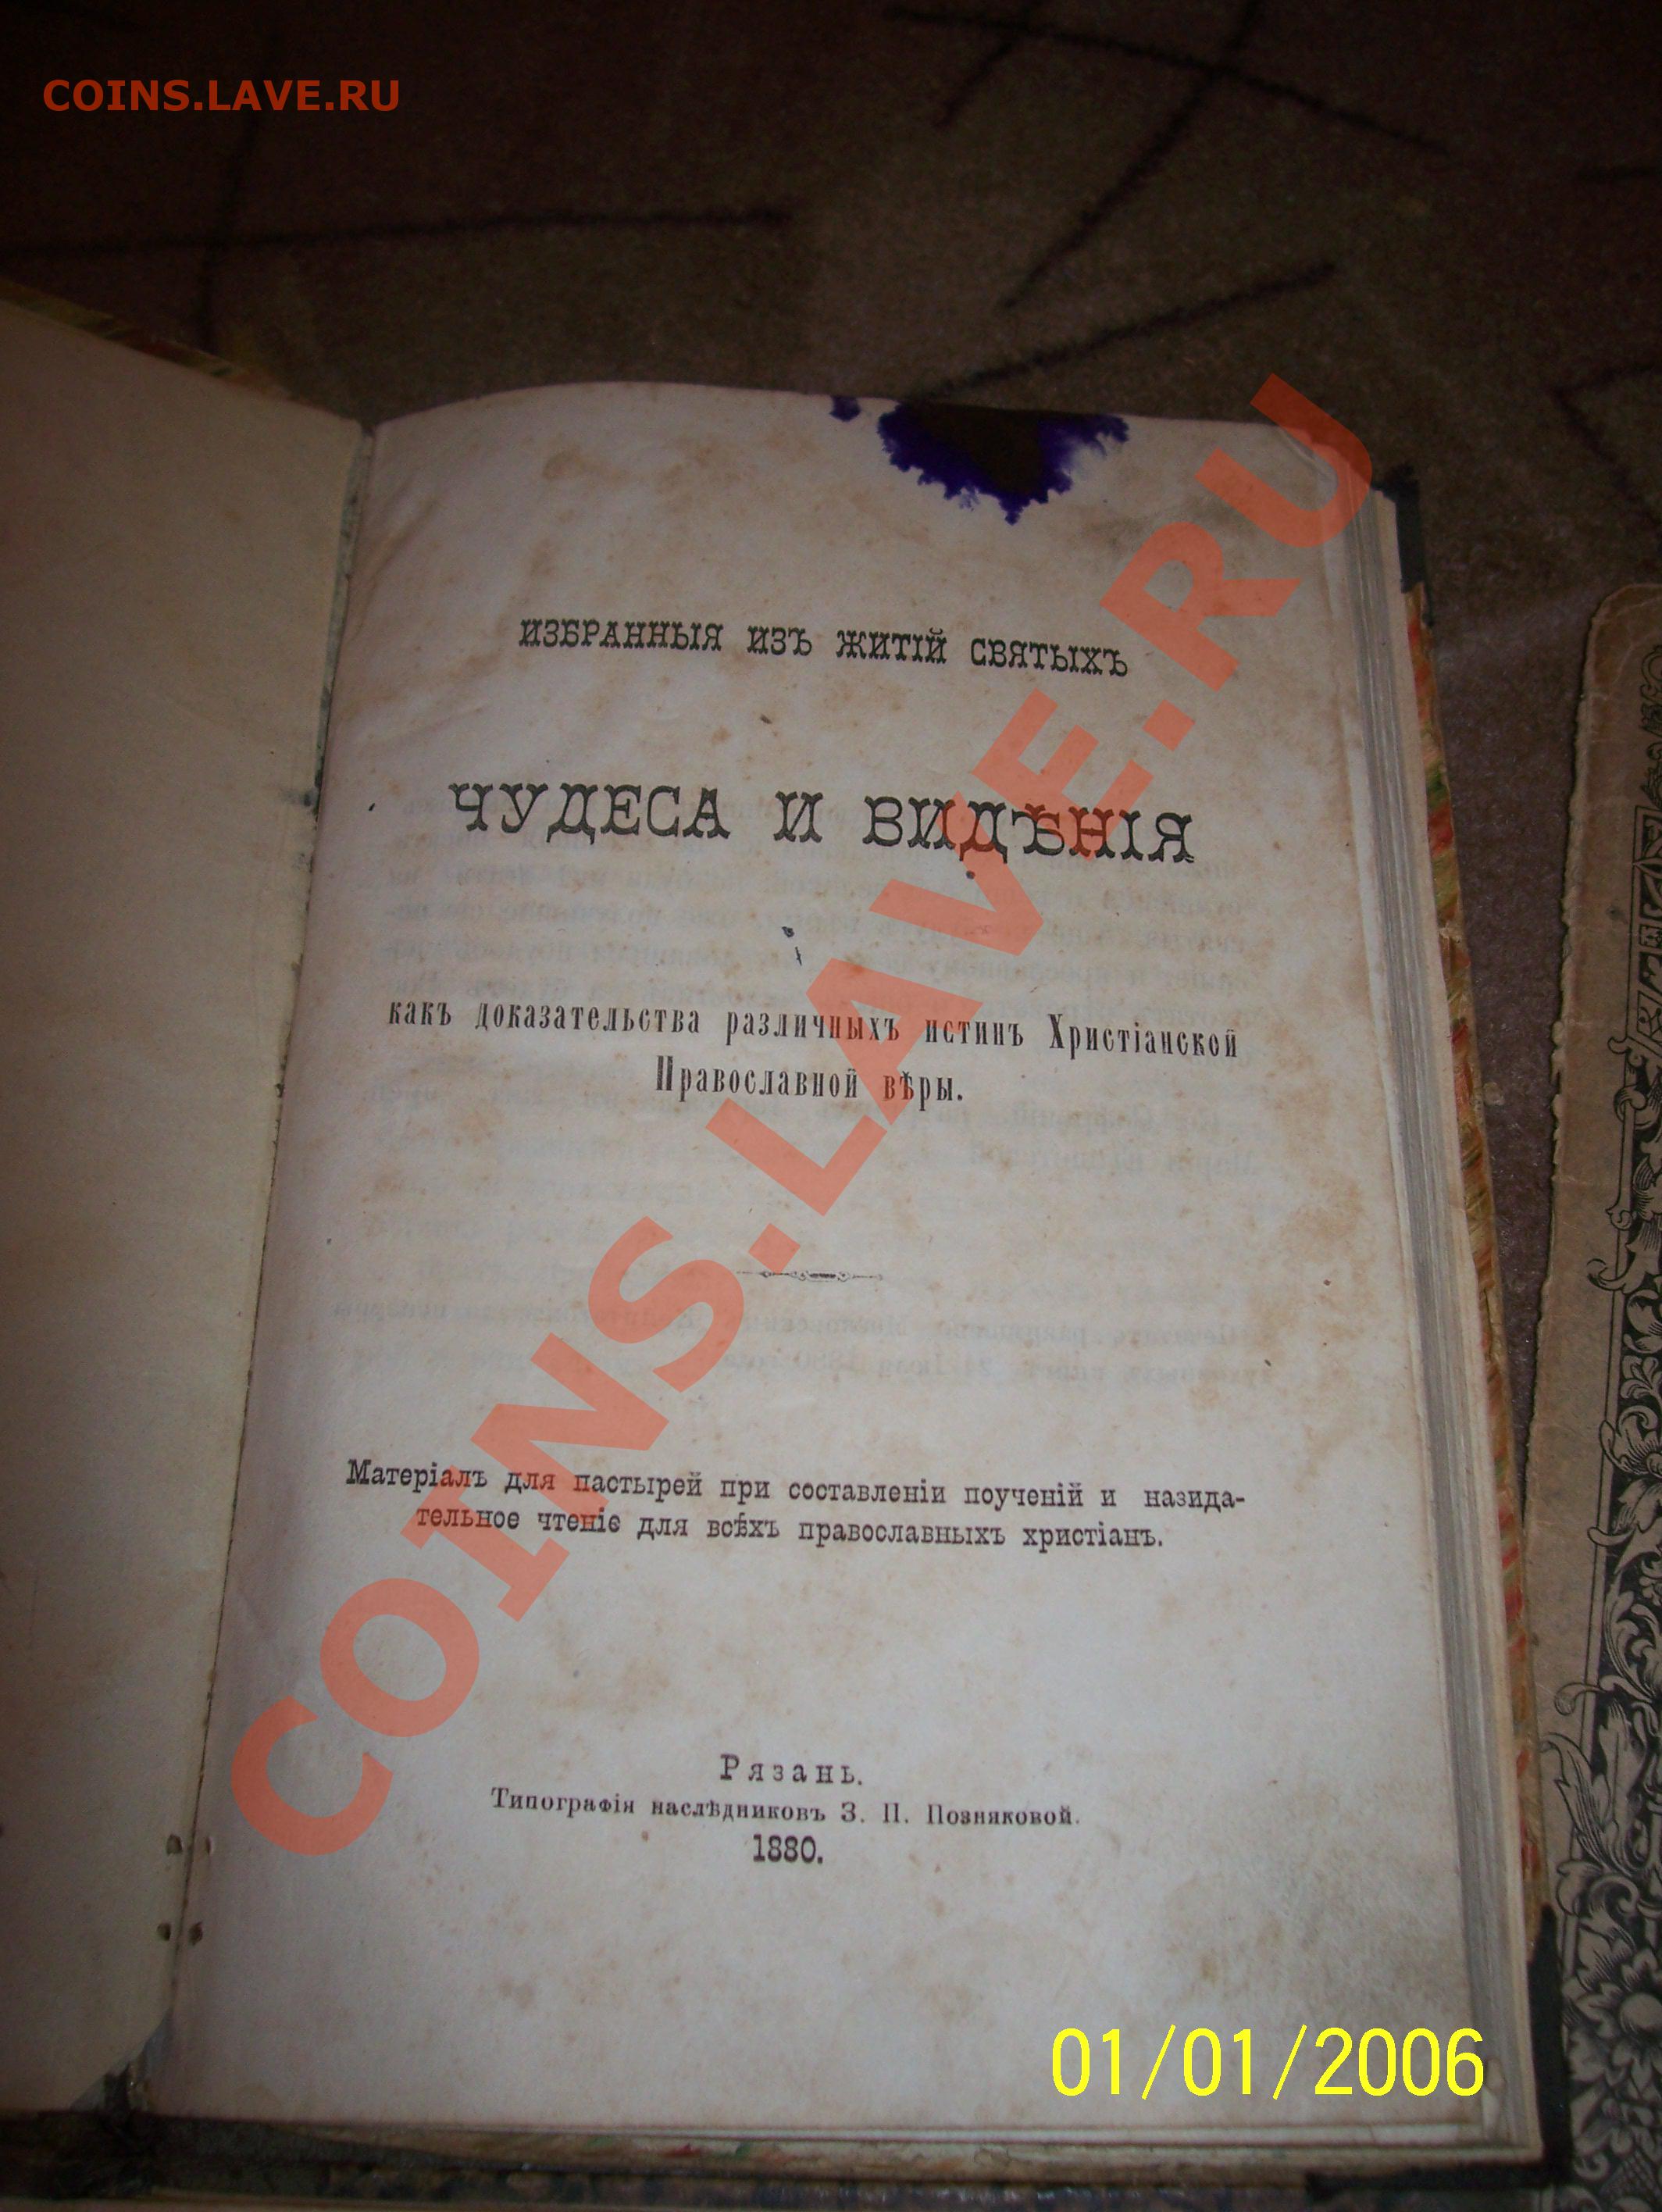 COINS.LAVE.RU
ИЗБРАННЫЯ ИЗЪ ЖИТІЙ СВЯТЫХЪ
ЧУДЕСА И ВИДѢНІЯ
какъ доказательства различныхъ истинъ Христіанской
Православной вѣры.
Матеріалъ для пастырей при составленіи поученій и назида-
тельное чтеніе для всѣхъ православныхъ христіанъ.
Рязань.
Типографія наслѣдниковъ З. П. Позняковой.
1880.
COINS.LAVE.RU
01/01/2006